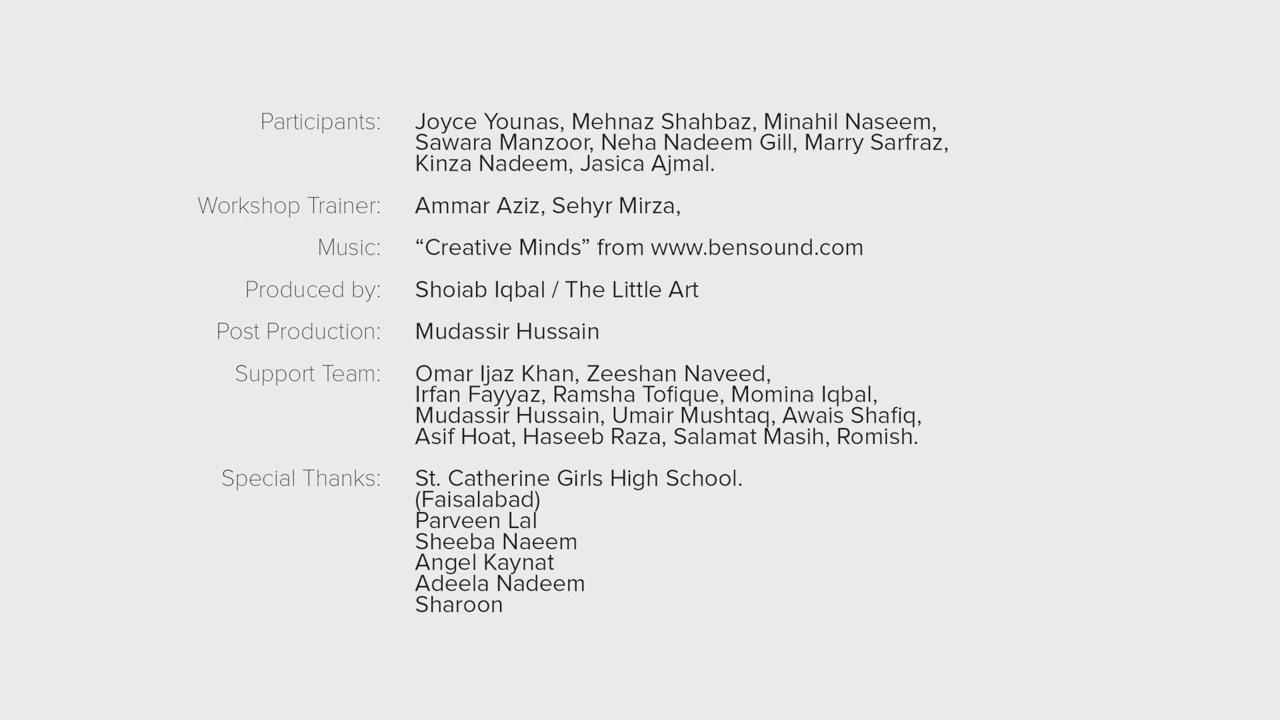 Participants: Joyce Younas, Mehnaz Shahbaz, Minahil Naseem,
Sawara Manzoor, Neha Nadeem Gill, Marry Sarfraz,
Kinza Nadeem, Jasica Ajmal.
Workshop Trainer: Ammar Aziz, Sehyr Mirza,
Music: “Creative Minds” from www.bensound.com
Produced by: Shoiab Iqbal / The Little Art
Post Production: Mudassir Hussain
Support Team: Omar Ijaz Khan, Zeeshan Naveed,
Irfan Fayyaz, Ramsha Tofique, Momina Iqbal,
Mudassir Hussain, Umair Mushtaq, Awais Shafiq,
Asif Hoat, Haseeb Raza, Salamat Masih, Romish.
Special Thanks: St. Catherine Girls High School.
(Faisalabad)
Parveen Lal
Sheeba Naeem
Angel Kaynat
Adeela Nadeem
Sharoon